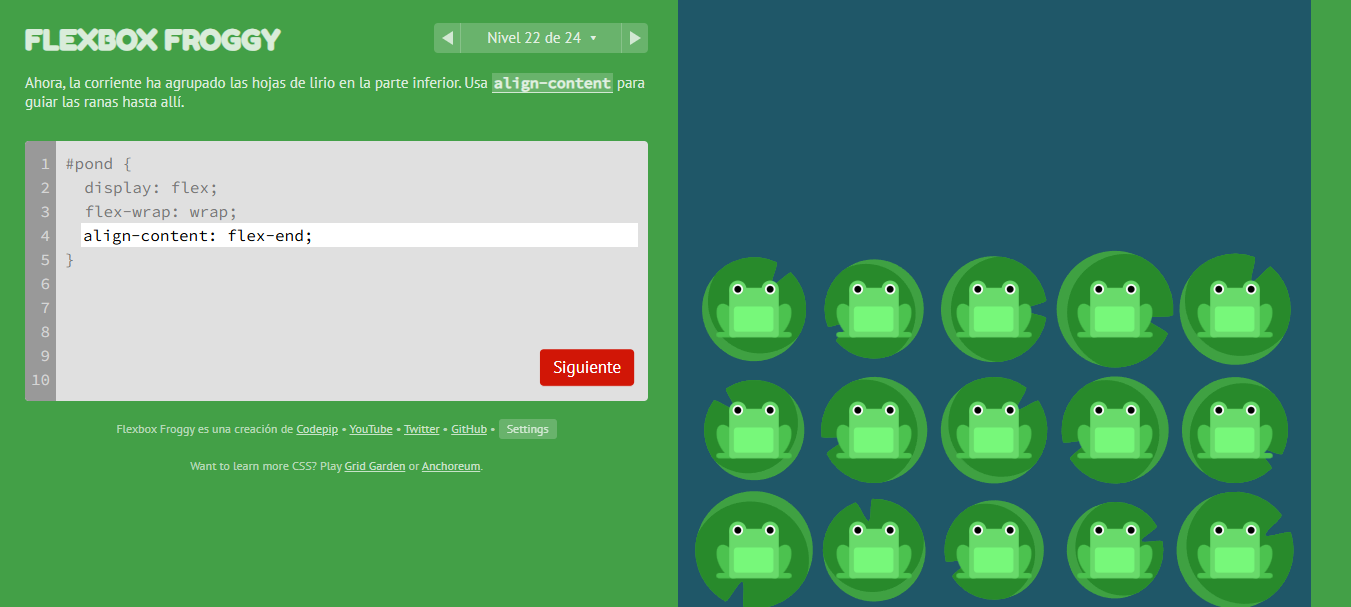 FLEXBOX FROGGY
◀ Nivel 22 de 24 ▾ ▶
Ahora, la corriente ha agrupado las hojas de lirio en la parte inferior. Usa align-content para
guiar las ranas hasta allí.
1 #pond {
2 display: flex;
3 flex-wrap: wrap;
4 align-content: flex-end;
5 }
6
7
8
9
10
Siguiente
Flexbox Froggy es una creación de Codepip • YouTube • Twitter • GitHub • Settings
Want to learn more CSS? Play Grid Garden or Anchoreum.